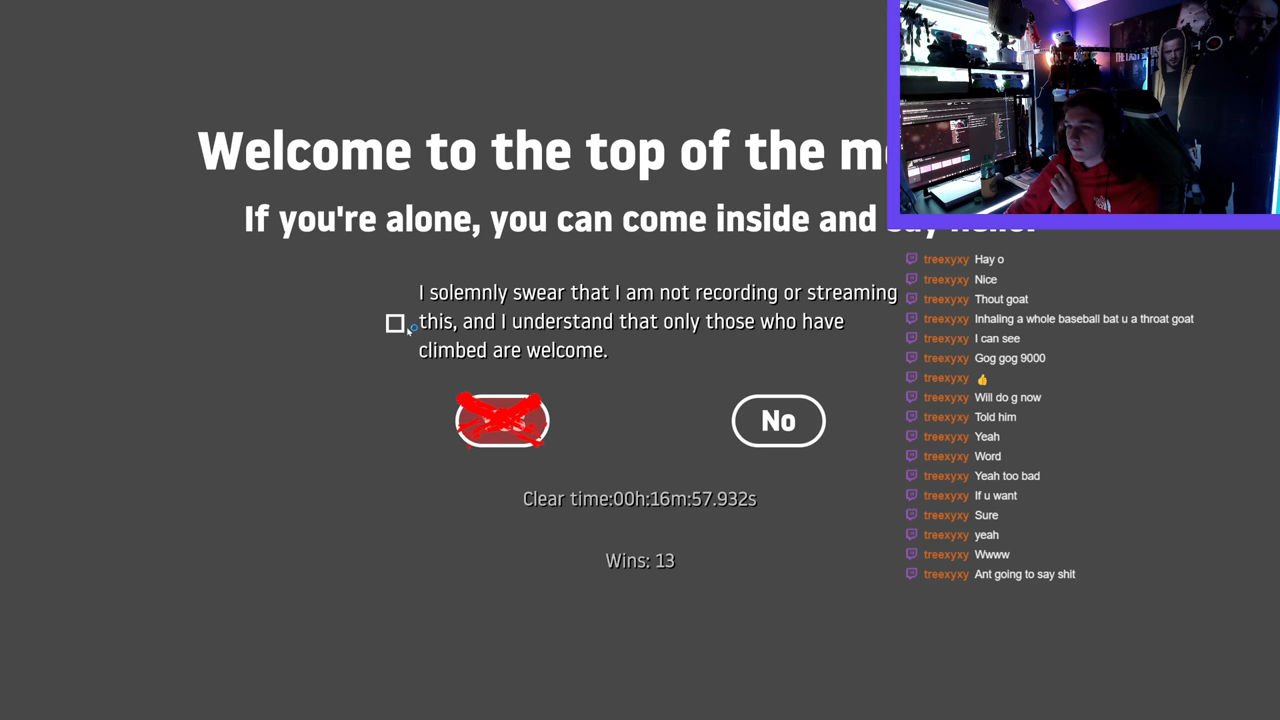 Welcome to the top of the
If you're alone, you can come inside and say hello.
I solemnly swear that I am not recording or streaming
this, and I understand that only those who have
climbed are welcome.
No
Clear time:00h:16m:57.932s
Wins: 13
treexyxy Hay o
treexyxy Nice
treexyxy Thout goat
treexyxy Inhaling a whole baseball bat u a throat goat
treexyxy I can see
treexyxy Gog gog 9000
treexyxy 👍
treexyxy Will do g now
treexyxy Told him
treexyxy Yeah
treexyxy Word
treexyxy Yeah too bad
treexyxy If u want
treexyxy Sure
treexyxy yeah
treexyxy Wwww
treexyxy Ant going to say shit